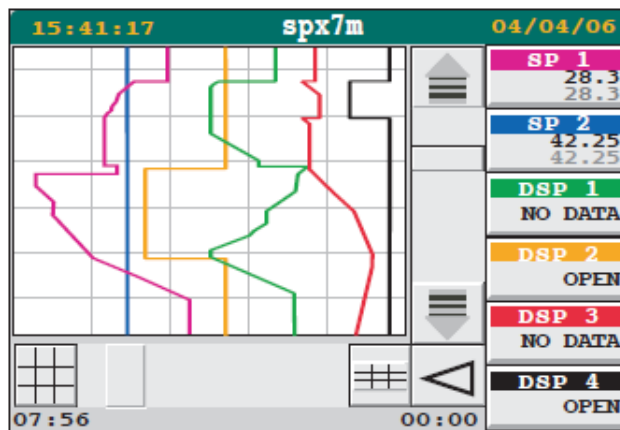 15:41:17 spx7m 04/04/06
SP 1
28.3
28.3
SP 2
42.25
42.25
DSP 1
NO DATA
DSP 2
OPEN
DSP 3
NO DATA
DSP 4
OPEN
07:56 00:00